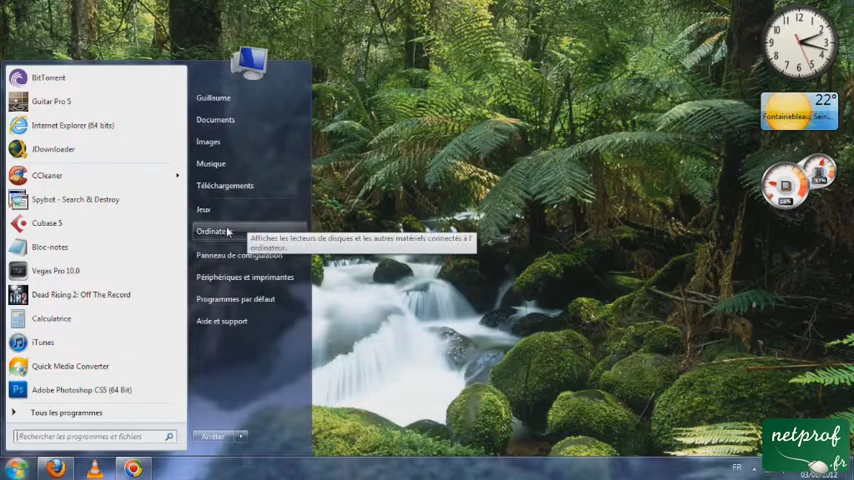 BitTorrent
Guitar Pro 5
Internet Explorer (64 bits)
JDownloader
CCleaner
Spybot - Search & Destroy
Cubase 5
Bloc-notes
Vegas Pro 10.0
Dead Rising 2: Off The Record
Calculatrice
iTunes
Quick Media Converter
Adobe Photoshop CS5 (64 Bit)
Tous les programmes
Rechercher les programmes et fichiers
Guillaume
Documents
Images
Musique
Téléchargements
Jeux
Ordinateur
Affichez les lecteurs de disques et les autres matériels connectés à l'
ordinateur.
Panneau de configuration
Périphériques et imprimantes
Programmes par défaut
Aide et support
Arrêter
22°
Fontainebleau, Sein...
18%
FR
netprof
.fr